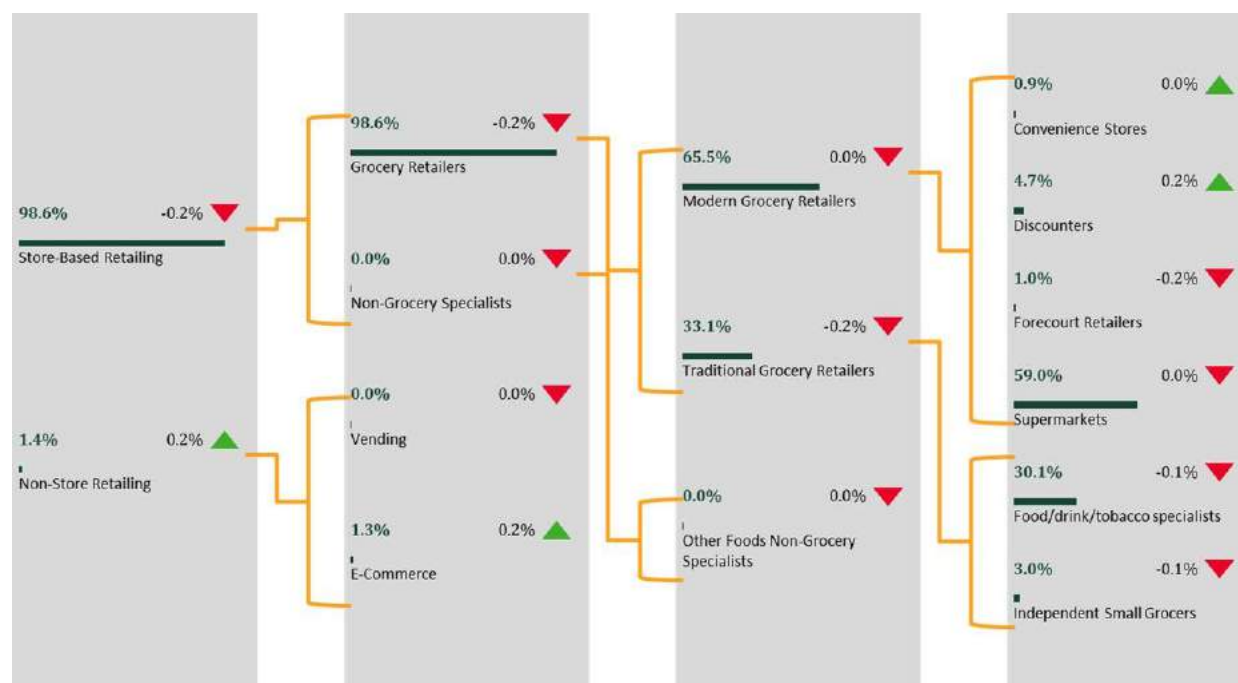 98.6% -0.2%
Store-Based Retailing
1.4% 0.2%
Non-Store Retailing
98.6% -0.2%
Grocery Retailers
0.0% 0.0%
Non-Grocery Specialists
0.0% 0.0%
Vending
1.3% 0.2%
E-Commerce
65.5% 0.0%
Modern Grocery Retailers
33.1% -0.2%
Traditional Grocery Retailers
0.0% 0.0%
Other Foods Non-Grocery
Specialists
0.9% 0.0%
Convenience Stores
4.7% 0.2%
Discounters
1.0% -0.2%
Forecourt Retailers
59.0% 0.0%
Supermarkets
30.1% -0.1%
Food/drink/tobacco specialists
3.0% -0.1%
Independent Small Grocers